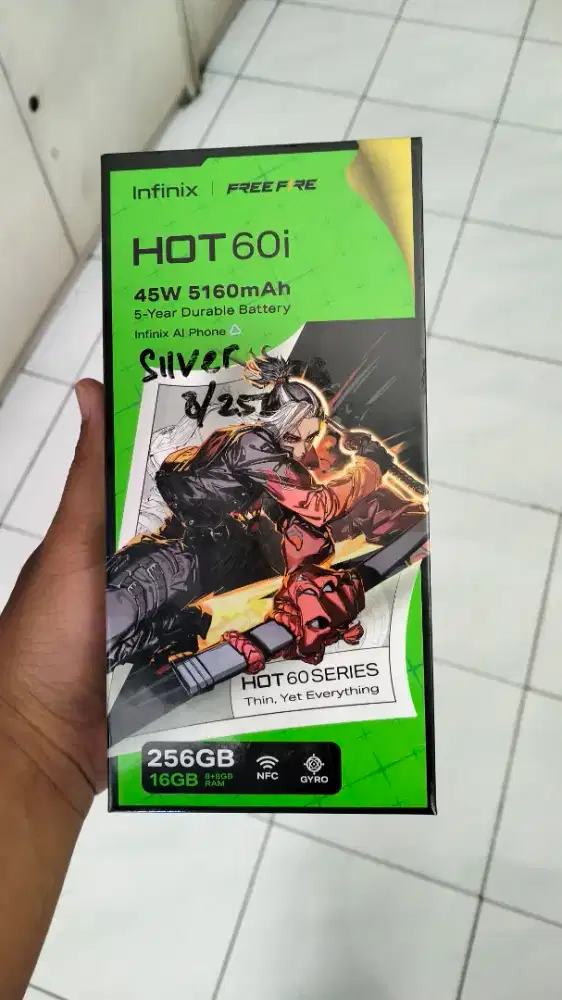 Infinix | FREE FIRE
HOT 60i
45W 5160mAh
5-Year Durable Battery
Infinix AI Phone
Silver
8/256
HOT 60 SERIES
Thin, Yet Everything
256GB
16GB 8+8GB RAM
NFC
GYRO